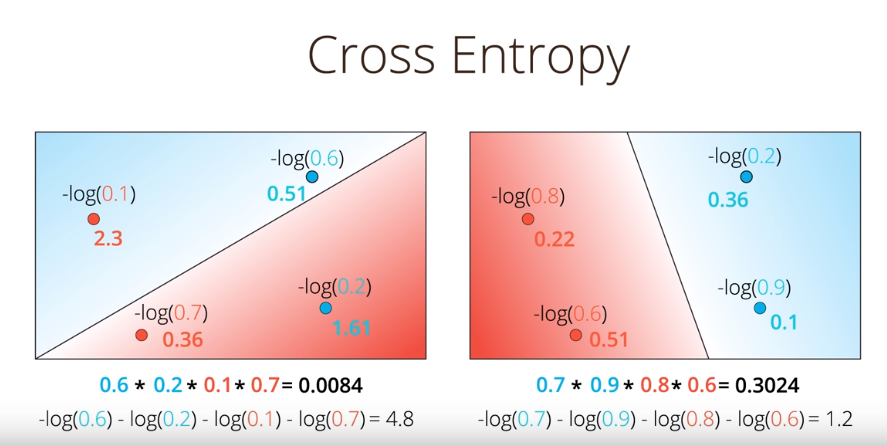 Cross Entropy
-log(0.6)
0.51
-log(0.1)
2.3
-log(0.2)
1.61
-log(0.7)
0.36
0.6 * 0.2 * 0.1 * 0.7 = 0.0084
-log(0.6) - log(0.2) - log(0.1) - log(0.7) = 4.8
-log(0.2)
0.36
-log(0.8)
0.22
-log(0.9)
0.1
-log(0.6)
0.51
0.7 * 0.9 * 0.8 * 0.6 = 0.3024
-log(0.7) - log(0.9) - log(0.8) - log(0.6) = 1.2